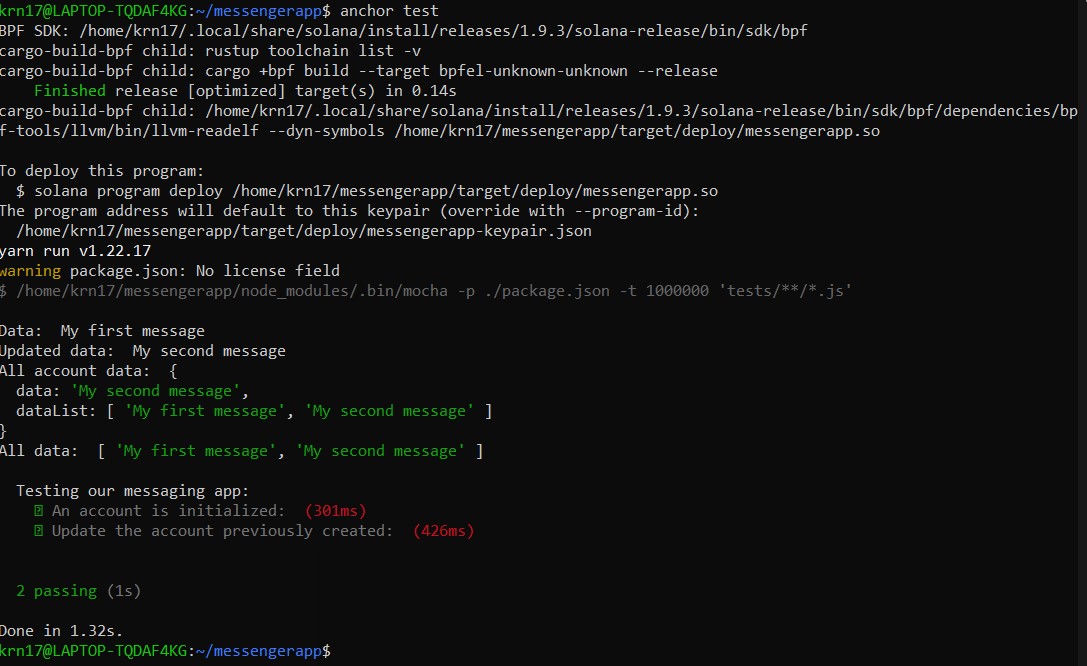 krn17@LAPTOP-TQDAF4KG:~/messengerapp$ anchor test
BPF SDK: /home/krn17/.local/share/solana/install/releases/1.9.3/solana-release/bin/sdk/bpf
cargo-build-bpf child: rustup toolchain list -v
cargo-build-bpf child: cargo +bpf build --target bpfel-unknown-unknown --release
    Finished release [optimized] target(s) in 0.14s
cargo-build-bpf child: /home/krn17/.local/share/solana/install/releases/1.9.3/solana-release/bin/sdk/bpf/dependencies/bp
f-tools/llvm/bin/llvm-readelf --dyn-symbols /home/krn17/messengerapp/target/deploy/messengerapp.so

To deploy this program:
  $ solana program deploy /home/krn17/messengerapp/target/deploy/messengerapp.so
The program address will default to this keypair (override with --program-id):
  /home/krn17/messengerapp/target/deploy/messengerapp-keypair.json
yarn run v1.22.17
warning package.json: No license field
$ /home/krn17/messengerapp/node_modules/.bin/mocha -p ./package.json -t 1000000 'tests/**/*.js'

Data:  My first message
Updated data:  My second message
All account data:  {
  data: 'My second message',
  dataList: [ 'My first message', 'My second message' ]
}
All data:  [ 'My first message', 'My second message' ]

  Testing our messaging app:
    An account is initialized:  (301ms)
    Update the account previously created:  (426ms)

  2 passing (1s)

Done in 1.32s.
krn17@LAPTOP-TQDAF4KG:~/messengerapp$